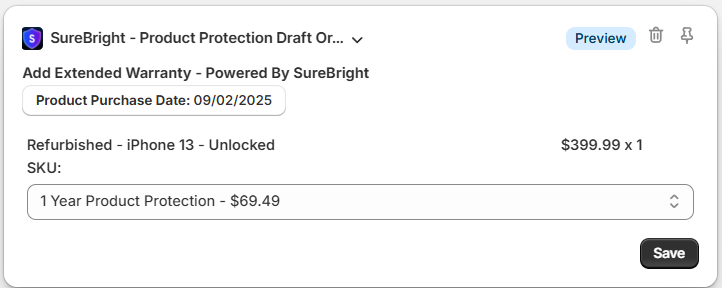 SureBright - Product Protection Draft Or...
Preview
Add Extended Warranty - Powered By SureBright
Product Purchase Date: 09/02/2025
Refurbished - iPhone 13 - Unlocked
$399.99 x 1
SKU:
1 Year Product Protection - $69.49
Save